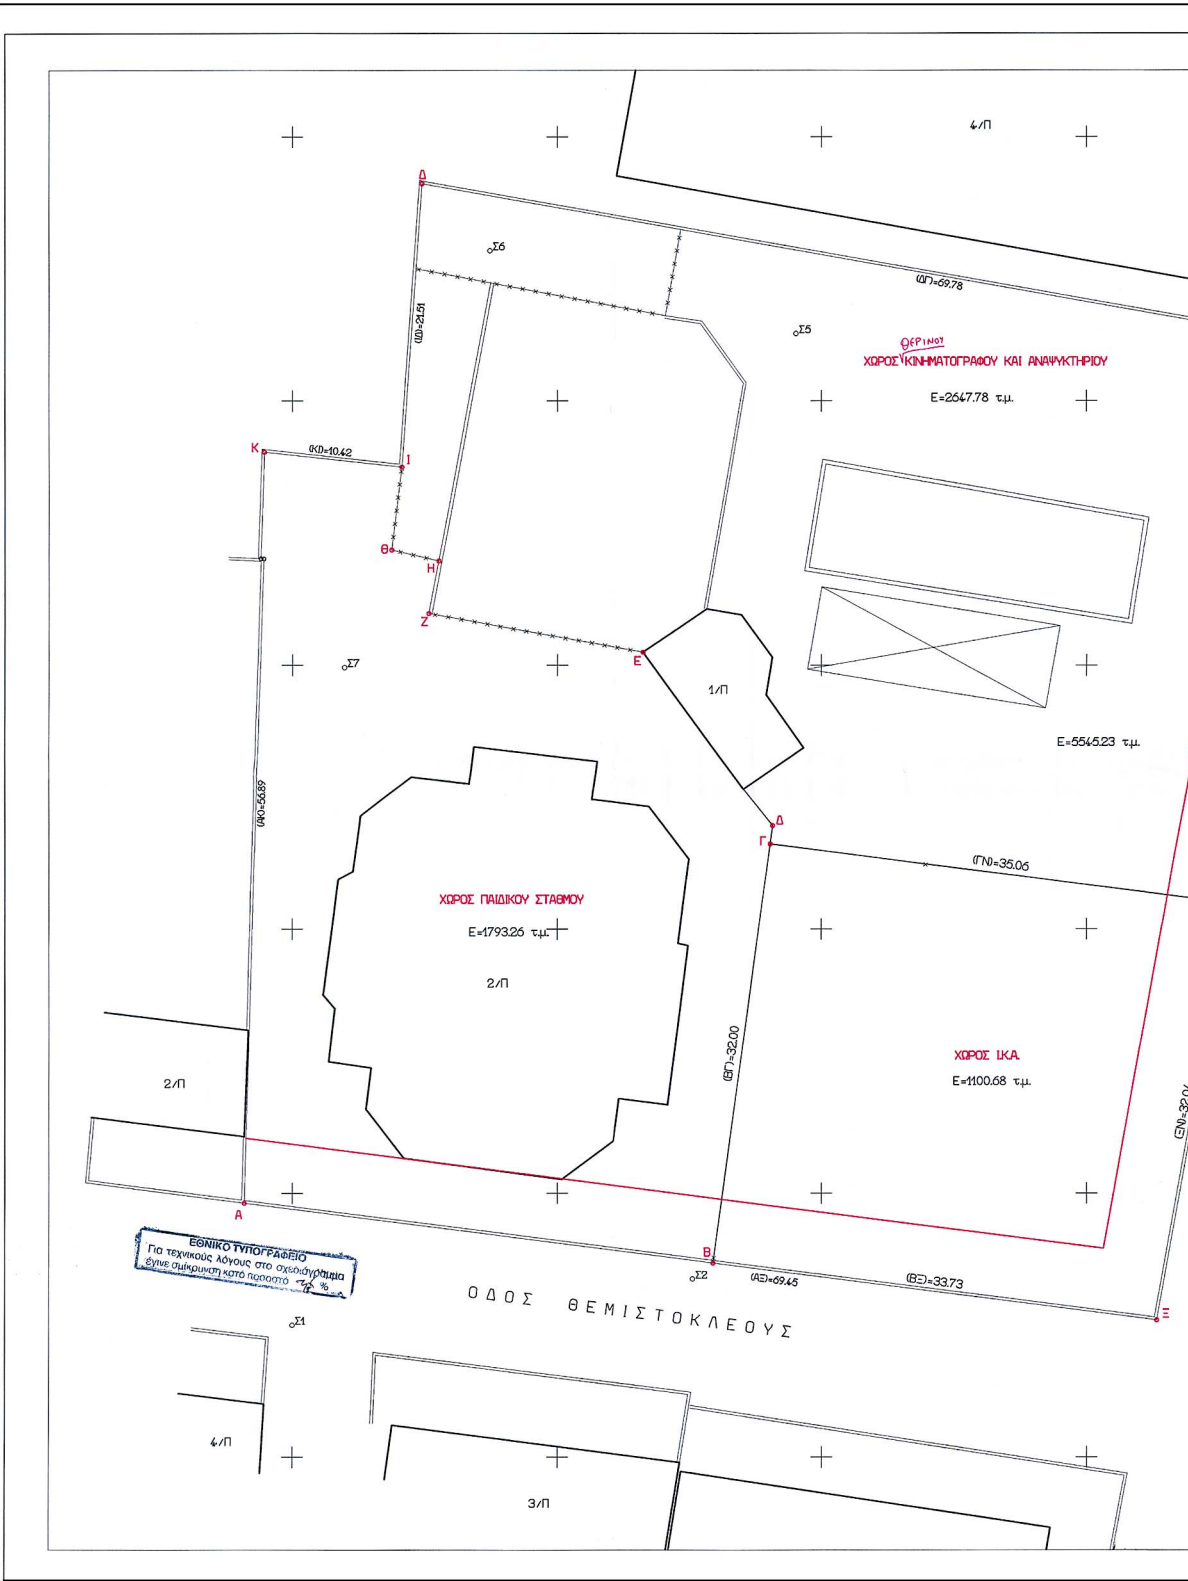 4/Π
Δ
Σ6
(ΔΓ)=69.78
(ΙΔ)=21.51
Σ5
ΘΕΡΙΝΟΥ
ΧΩΡΟΣ ΚΙΝΗΜΑΤΟΓΡΑΦΟΥ ΚΑΙ ΑΝΑΨΥΚΤΗΡΙΟΥ
Ε=2647.78 τ.μ.
Κ
(ΚΙ)=10.42
Ι
Θ
Η
Ζ
Ε
Σ7
1/Π
Ε=5545.23 τ.μ.
(ΑΚ)=56.89
Δ
Γ
(ΓΝ)=35.06
ΧΩΡΟΣ ΠΑΙΔΙΚΟΥ ΣΤΑΘΜΟΥ
Ε=1793.26 τ.μ.
2/Π
(ΒΓ)=32.00
ΧΩΡΟΣ Ι.Κ.Α.
Ε=1100.68 τ.μ.
2/Π
Α
Β
ΕΘΝΙΚΟ ΤΥΠΟΓΡΑΦΕΙΟ
Για τεχνικούς λόγους στο σχεδιάγραμμα
έγινε σμίκρυνση κατά ποσοστό %
Σ2
(ΑΞ)=69.45
(ΒΞ)=33.73
Ξ
ΟΔΟΣ ΘΕΜΙΣΤΟΚΛΕΟΥΣ
Σ1
4/Π
3/Π